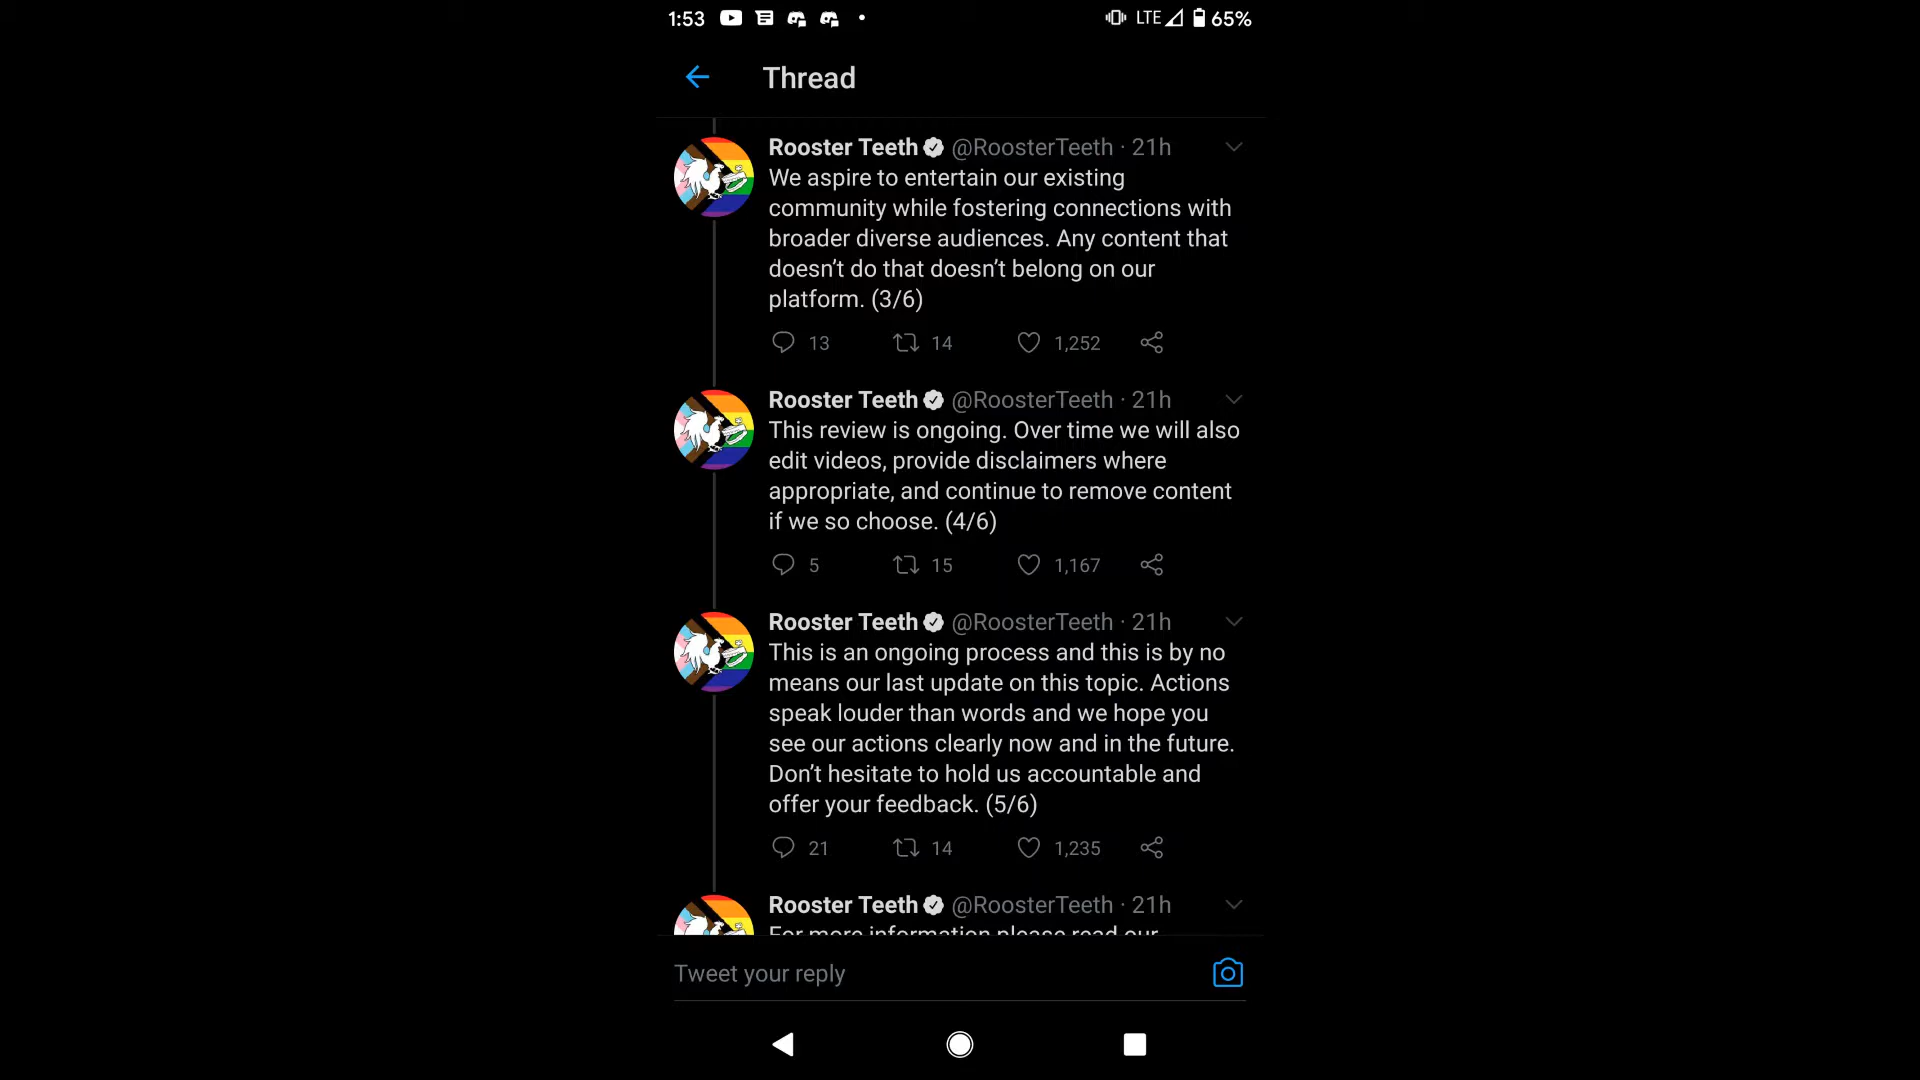 1:53
LTE 65%
Thread
Rooster Teeth @RoosterTeeth · 21h
We aspire to entertain our existing
community while fostering connections with
broader diverse audiences. Any content that
doesn’t do that doesn’t belong on our
platform. (3/6)
13 14 1,252
Rooster Teeth @RoosterTeeth · 21h
This review is ongoing. Over time we will also
edit videos, provide disclaimers where
appropriate, and continue to remove content
if we so choose. (4/6)
5 15 1,167
Rooster Teeth @RoosterTeeth · 21h
This is an ongoing process and this is by no
means our last update on this topic. Actions
speak louder than words and we hope you
see our actions clearly now and in the future.
Don’t hesitate to hold us accountable and
offer your feedback. (5/6)
21 14 1,235
Rooster Teeth @RoosterTeeth · 21h
For more information please read our
Tweet your reply